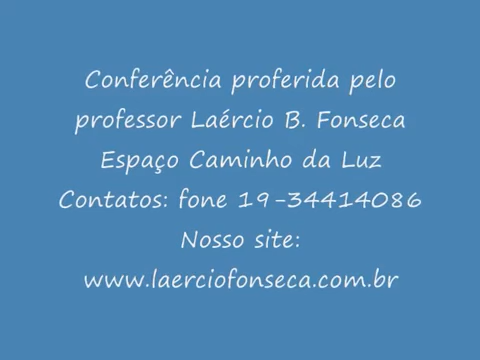 Conferência proferida pelo
professor Laércio B. Fonseca
Espaço Caminho da Luz
Contatos: fone 19-34414086
Nosso site:
www.laerciofonseca.com.br